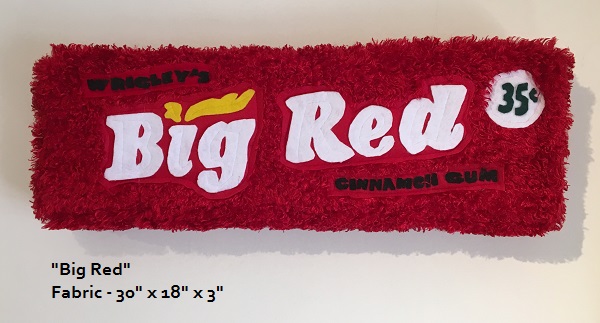 WRIGLEY'S
Big Red
35¢
CINNAMON GUM
"Big Red"
Fabric - 30" x 18" x 3"